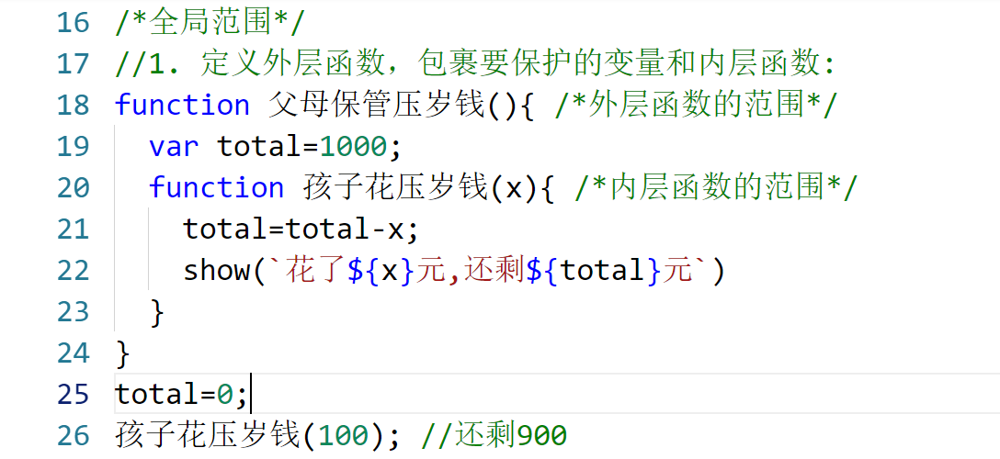 16 /*全局范围*/
17 //1. 定义外层函数，包裹要保护的变量和内层函数:
18 function 父母保管压岁钱(){ /*外层函数的范围*/
19 var total=1000;
20 function 孩子花压岁钱(x){ /*内层函数的范围*/
21 total=total-x;
22 show(`花了${x}元,还剩${total}元`)
23 }
24 }
25 total=0;
26 孩子花压岁钱(100); //还剩900